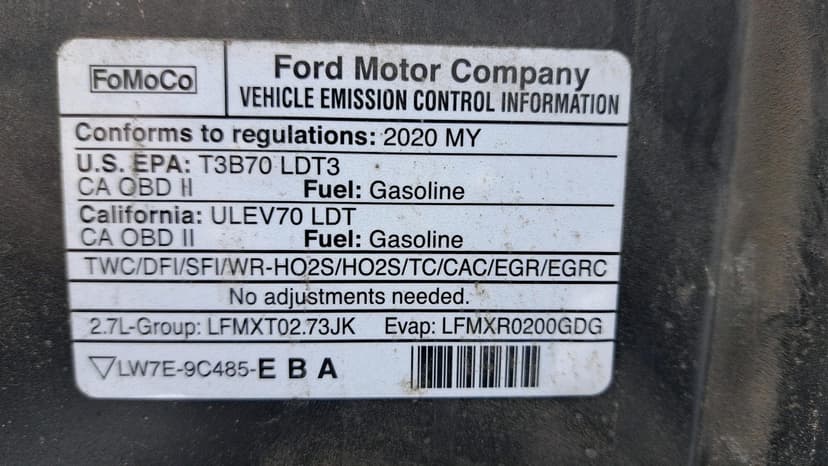 FoMoCo
Ford Motor Company
VEHICLE EMISSION CONTROL INFORMATION
Conforms to regulations: 2020 MY
U.S. EPA: T3B70 LDT3
CA OBD II Fuel: Gasoline
California: ULEV70 LDT
CA OBD II Fuel: Gasoline
TWC/DFI/SFI/WR-HO2S/HO2S/TC/CAC/EGR/EGRC
No adjustments needed.
2.7L-Group: LFMXT02.73JK Evap: LFMXR0200GDG
▽LW7E-9C485-E B A